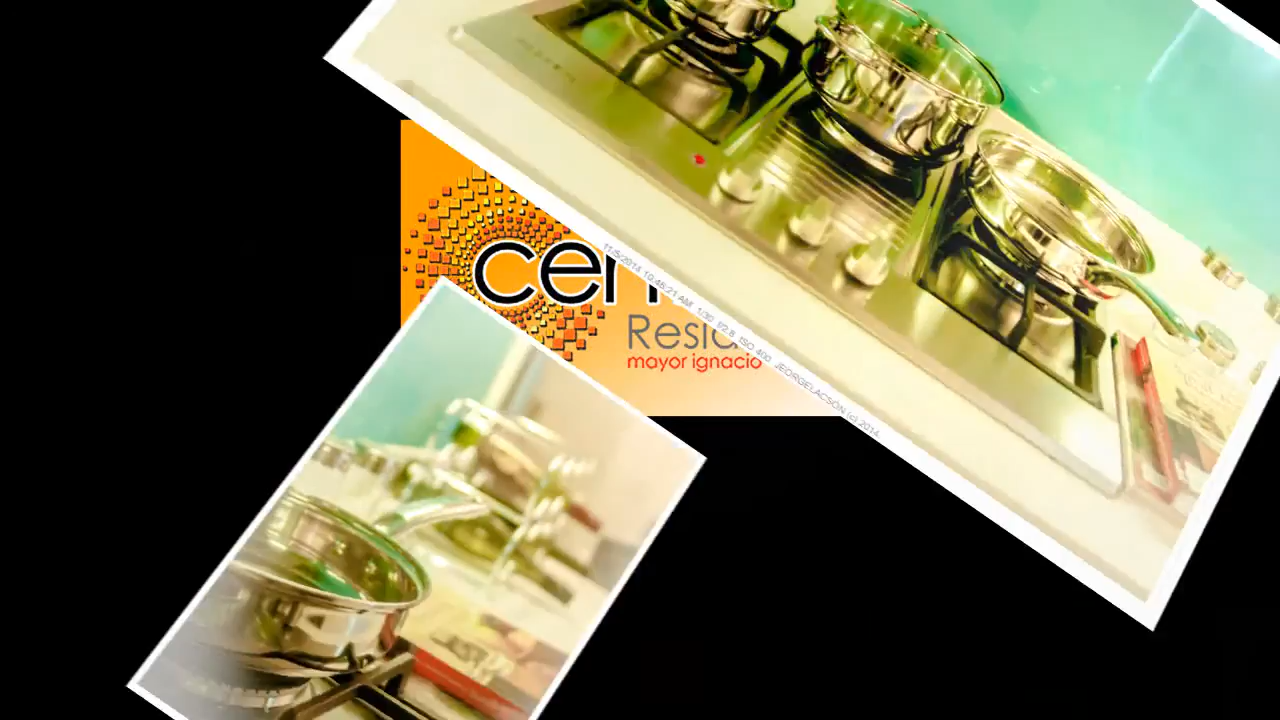 cen
Resid
mayor ignacio
11/5/2014 10:45:21 AM, 1/30, f/2.8, ISO 400, JEORGELACSON (c) 2014